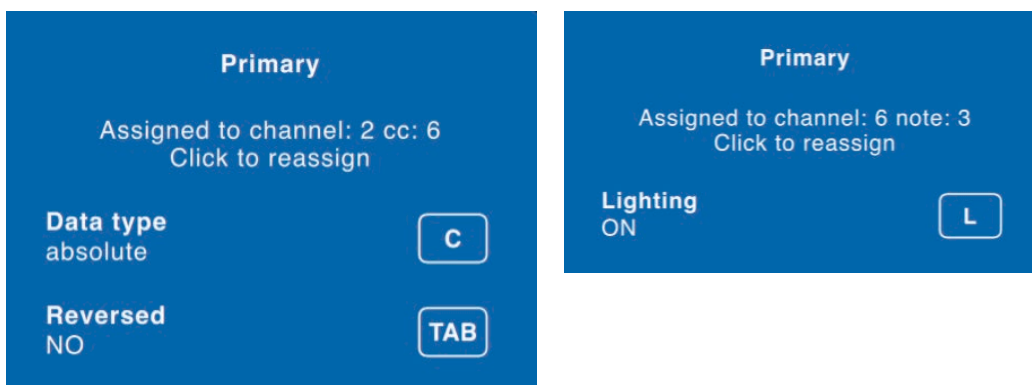 Primary
Assigned to channel: 2 cc: 6
Click to reassign
Data type
absolute
C
Reversed
NO
TAB
Primary
Assigned to channel: 6 note: 3
Click to reassign
Lighting
ON
L